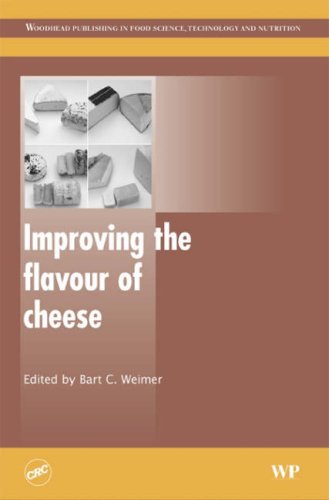 WOODHEAD PUBLISHING IN FOOD SCIENCE, TECHNOLOGY AND NUTRITION
Improving the
flavour of
cheese
Edited by Bart C. Weimer
CRC
WP